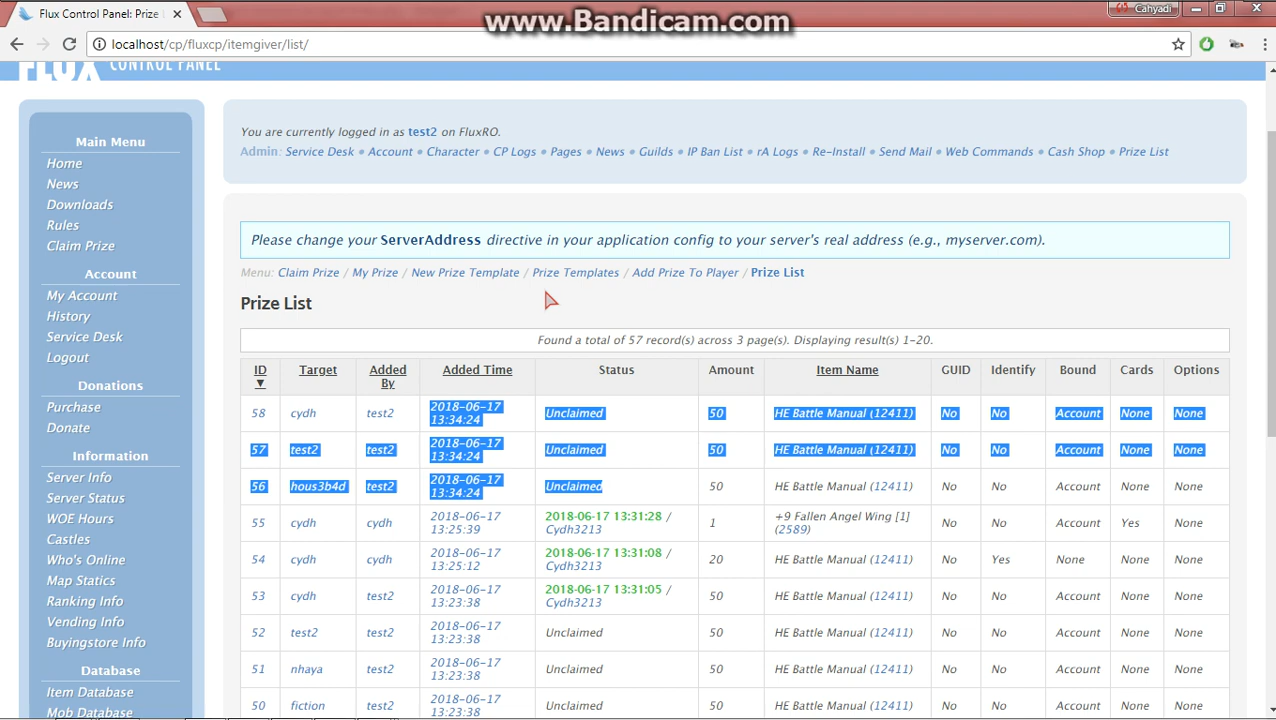 Flux Control Panel: Prize
www.Bandicam.com
Cahyadi
localhost/cp/fluxcp/itemgiver/list/
FLUX CONTROL PANEL
Main Menu
Home
News
Downloads
Rules
Claim Prize
Account
My Account
History
Service Desk
Logout
Donations
Purchase
Donate
Information
Server Info
Server Status
WOE Hours
Castles
Who's Online
Map Statics
Ranking Info
Vending Info
Buyingstore Info
Database
Item Database
Mob Database
You are currently logged in as test2 on FluxRO.
Admin: Service Desk • Account • Character • CP Logs • Pages • News • Guilds • IP Ban List • rA Logs • Re-Install • Send Mail • Web Commands • Cash Shop • Prize List
Please change your ServerAddress directive in your application config to your server's real address (e.g., myserver.com).
Menu: Claim Prize / My Prize / New Prize Template / Prize Templates / Add Prize To Player / Prize List
Prize List
Found a total of 57 record(s) across 3 page(s). Displaying result(s) 1-20.
ID ▼ Target Added By Added Time Status Amount Item Name GUID Identify Bound Cards Options
58 cydh test2 2018-06-17 13:34:24 Unclaimed 50 HE Battle Manual (12411) No No Account None None
57 test2 test2 2018-06-17 13:34:24 Unclaimed 50 HE Battle Manual (12411) No No Account None None
56 hous3b4d test2 2018-06-17 13:34:24 Unclaimed 50 HE Battle Manual (12411) No No Account None None
55 cydh cydh 2018-06-17 13:25:39 2018-06-17 13:31:28 / Cydh3213 1 +9 Fallen Angel Wing [1] (2589) No No Account Yes None
54 cydh cydh 2018-06-17 13:25:12 2018-06-17 13:31:08 / Cydh3213 20 HE Battle Manual (12411) No Yes None None None
53 cydh test2 2018-06-17 13:23:38 2018-06-17 13:31:05 / Cydh3213 50 HE Battle Manual (12411) No No Account None None
52 test2 test2 2018-06-17 13:23:38 Unclaimed 50 HE Battle Manual (12411) No No Account None None
51 nhaya test2 2018-06-17 13:23:38 Unclaimed 50 HE Battle Manual (12411) No No Account None None
50 fiction test2 2018-06-17 13:23:38 Unclaimed 50 HE Battle Manual (12411) No No Account None None